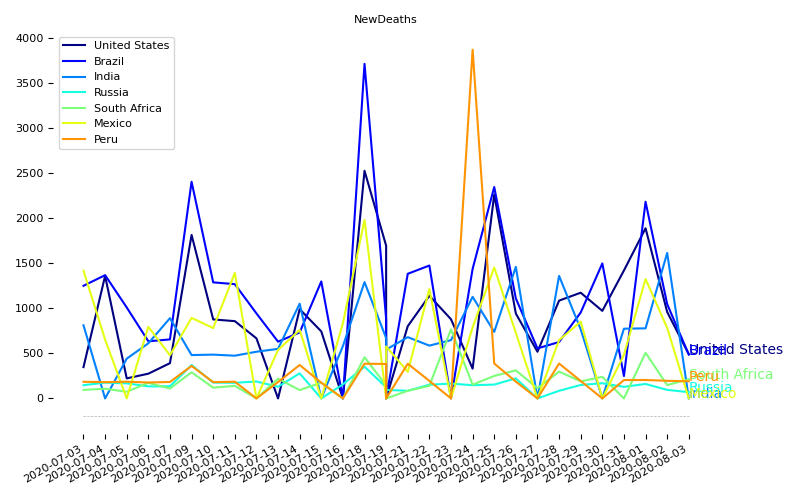 NewDeaths
4000
3500
3000
2500
2000
1500
1000
500
0
United States
Brazil
India
Russia
South Africa
Mexico
Peru
United States
Brazil
South Africa
Peru
Russia
India
Mexico
2020-07-03
2020-07-04
2020-07-05
2020-07-06
2020-07-07
2020-07-09
2020-07-10
2020-07-11
2020-07-12
2020-07-13
2020-07-14
2020-07-15
2020-07-16
2020-07-18
2020-07-19
2020-07-21
2020-07-22
2020-07-23
2020-07-24
2020-07-25
2020-07-26
2020-07-27
2020-07-28
2020-07-29
2020-07-30
2020-07-31
2020-08-01
2020-08-02
2020-08-03